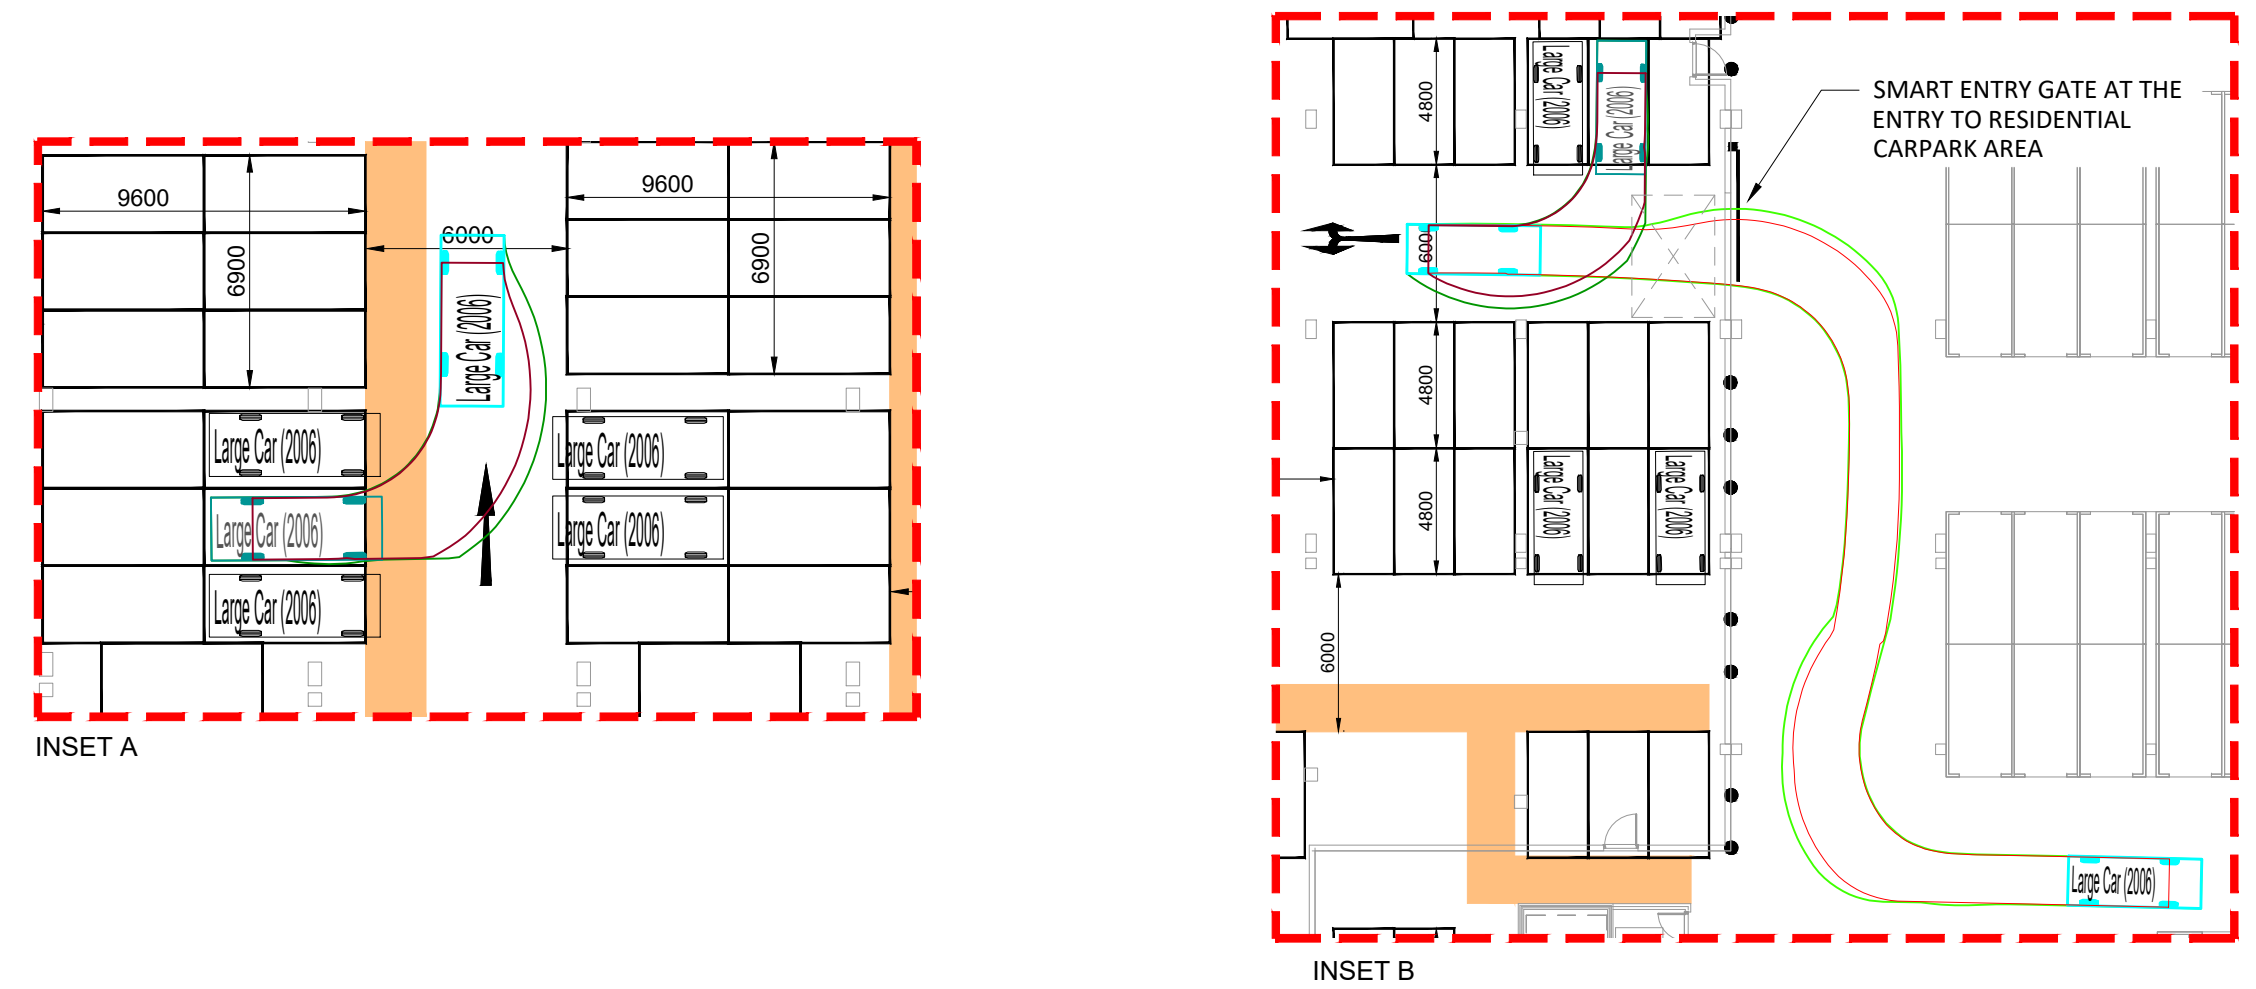 9600
6900
6000
9600
6900
Large Car (2006)
Large Car (2006)
Large Car (2006)
Large Car (2006)
Large Car (2006)
Large Car (2006)
INSET A
4800
Large Car (2006)
Large Car (2006)
SMART ENTRY GATE AT THE
ENTRY TO RESIDENTIAL
CARPARK AREA
600
4800
4800
Large Car (2006)
Large Car (2006)
6000
Large Car (2006)
INSET B